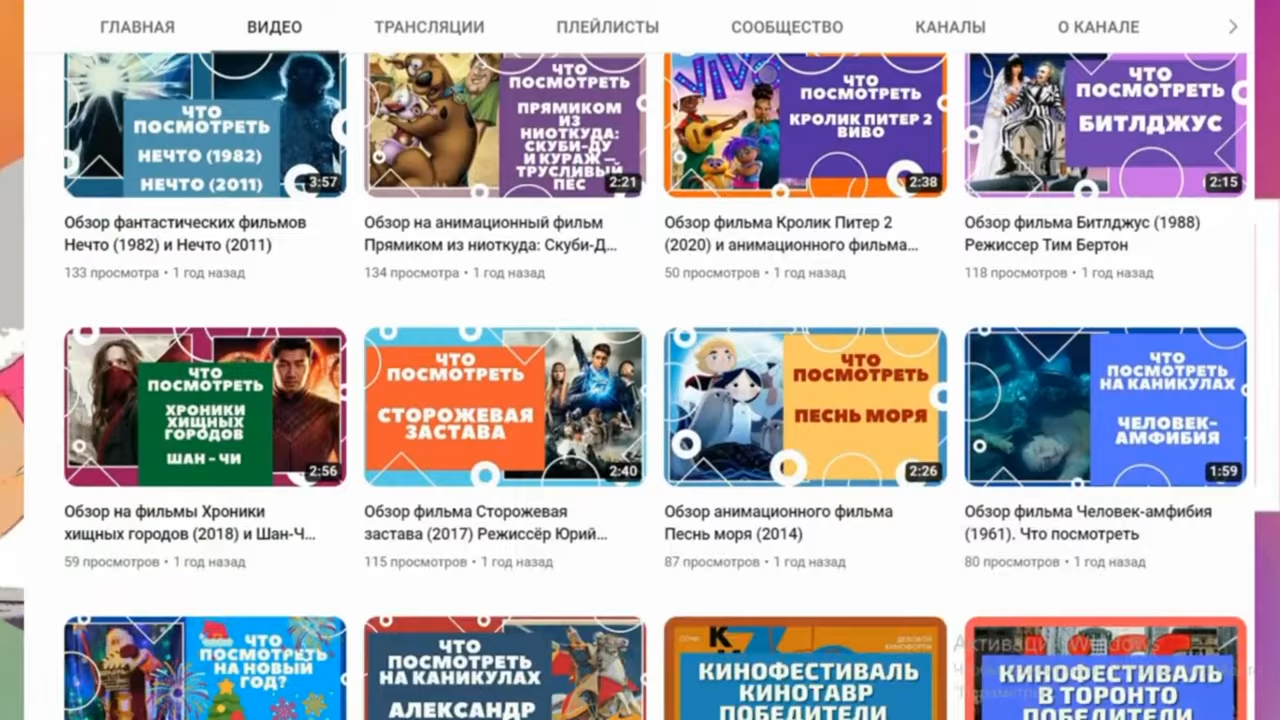 ГЛАВНАЯ
ВИДЕО
ТРАНСЛЯЦИИ
ПЛЕЙЛИСТЫ
СООБЩЕСТВО
КАНАЛЫ
О КАНАЛЕ
ЧТО
ПОСМОТРЕТЬ
НЕЧТО (1982)
НЕЧТО (2011)
3:57
ЧТО
ПОСМОТРЕТЬ
ПРЯМИКОМ
ИЗ
НИОТКУДА:
СКУБИ-ДУ
И КУРАЖ –
ТРУСЛИВЫЙ
ПЕС
2:21
VIVO
ЧТО
ПОСМОТРЕТЬ
КРОЛИК ПИТЕР 2
ВИВО
2:38
ЧТО
ПОСМОТРЕТЬ
БИТЛДЖУС
2:15
Обзор фантастических фильмов
Нечто (1982) и Нечто (2011)
133 просмотра • 1 год назад
Обзор на анимационный фильм
Прямиком из ниоткуда: Скуби-Д...
134 просмотра • 1 год назад
Обзор фильма Кролик Питер 2
(2020) и анимационного фильма...
50 просмотров • 1 год назад
Обзор фильма Битлджус (1988)
Режиссер Тим Бертон
118 просмотров • 1 год назад
ЧТО
ПОСМОТРЕТЬ
ХРОНИКИ
ХИЩНЫХ
ГОРОДОВ
ШАН - ЧИ
2:56
ЧТО
ПОСМОТРЕТЬ
СТОРОЖЕВАЯ
ЗАСТАВА
2:40
ЧТО
ПОСМОТРЕТЬ
ПЕСНЬ МОРЯ
2:26
ЧТО
ПОСМОТРЕТЬ
НА КАНИКУЛАХ
ЧЕЛОВЕК-
АМФИБИЯ
1:59
Обзор на фильмы Хроники
хищных городов (2018) и Шан-Ч...
59 просмотров • 1 год назад
Обзор фильма Сторожевая
застава (2017) Режиссёр Юрий...
115 просмотров • 1 год назад
Обзор анимационного фильма
Песнь моря (2014)
87 просмотров • 1 год назад
Обзор фильма Человек-амфибия
(1961). Что посмотреть
80 просмотров • 1 год назад
ЧТО
ПОСМОТРЕТЬ
НА НОВЫЙ
ГОД?
ЧТО
ПОСМОТРЕТЬ
НА КАНИКУЛАХ
АЛЕКСАНДР
КИНОФЕСТИВАЛЬ
КИНОТАВР
ПОБЕДИТЕЛИ
Активация Windows
КИНОФЕСТИВАЛЬ
В ТОРОНТО
ПОБЕДИТЕЛИ